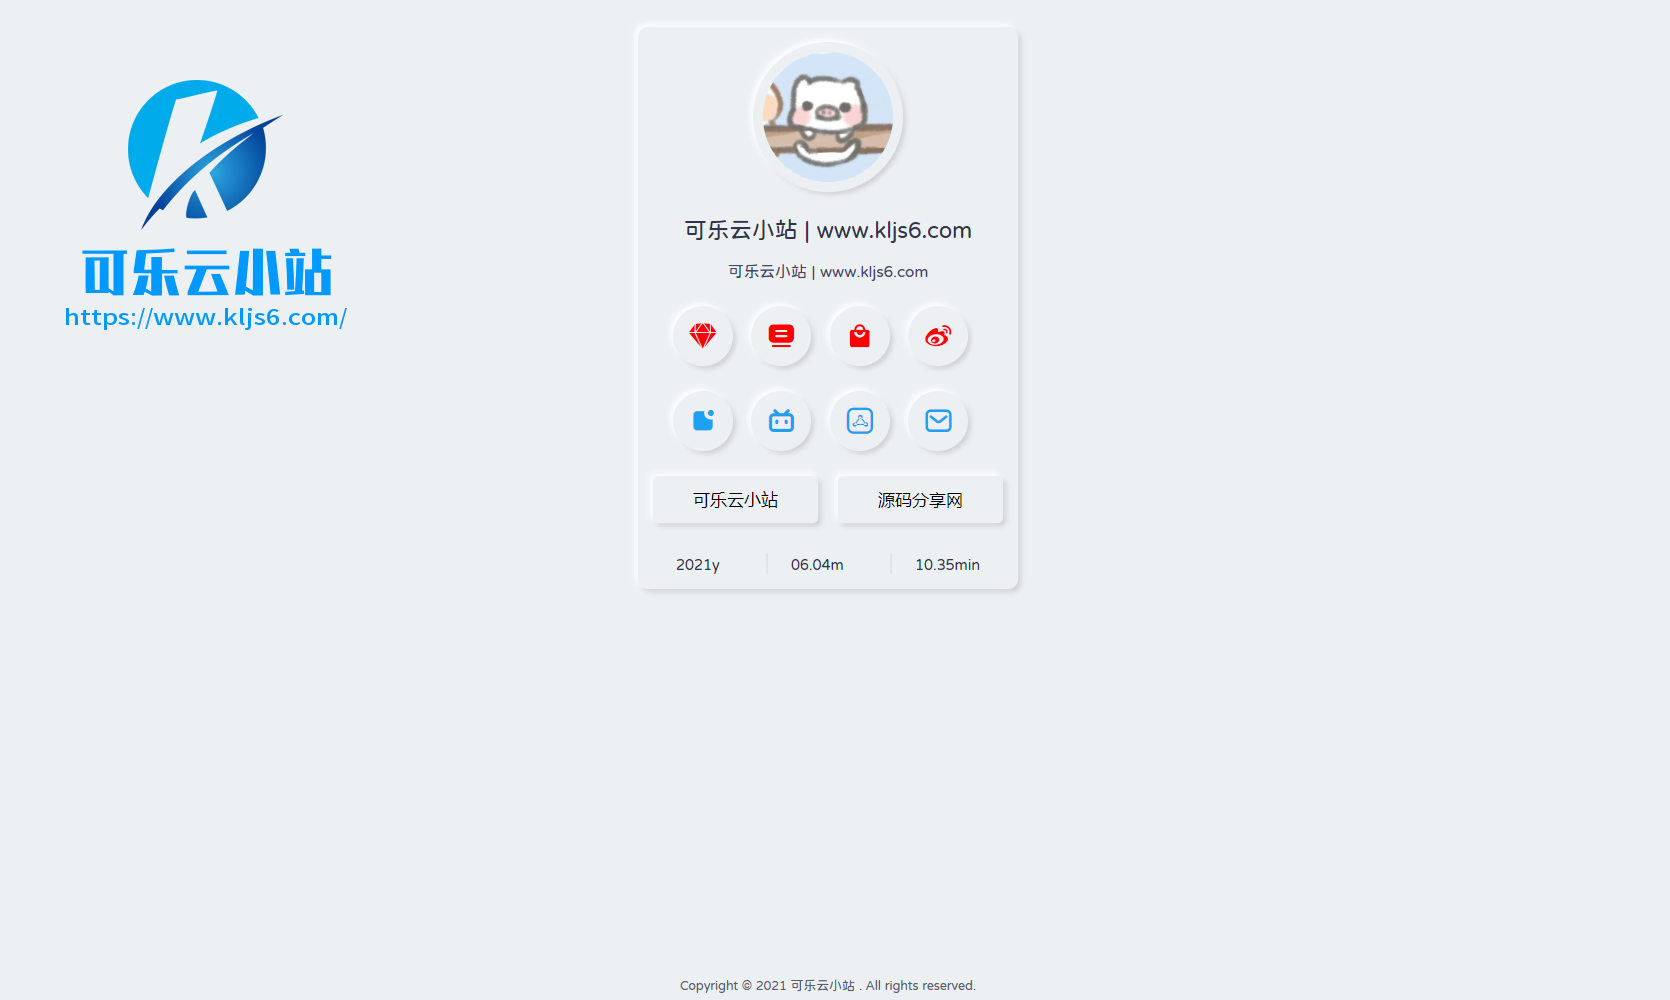 可乐云小站
https://www.kljs6.com/
可乐云小站 | www.kljs6.com
可乐云小站 | www.kljs6.com
可乐云小站
源码分享网
2021y
06.04m
10.35min
Copyright © 2021 可乐云小站 . All rights reserved.